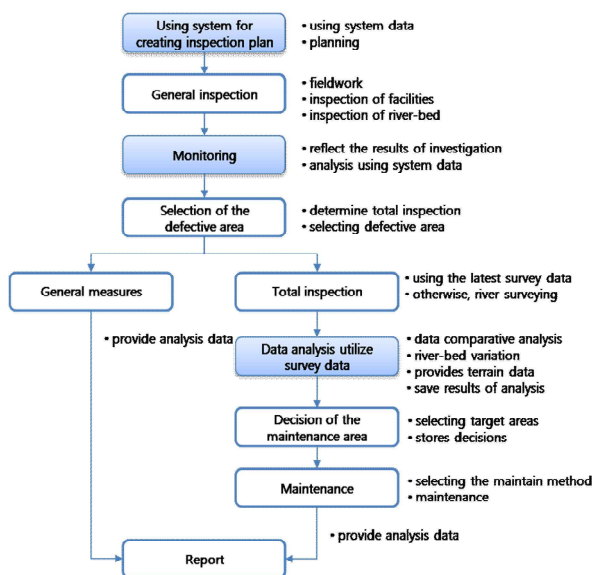 Using system for
creating inspection plan
• using system data
• planning
General inspection
• fieldwork
• inspection of facilities
• inspection of river-bed
Monitoring
• reflect the results of investigation
• analysis using system data
Selection of the
defective area
• determine total inspection
• selecting defective area
General measures
Total inspection
• using the latest survey data
• otherwise, river surveying
• provide analysis data
Data analysis utilize
survey data
• data comparative analysis
• river-bed variation
• provides terrain data
• save results of analysis
Decision of the
maintenance area
• selecting target areas
• stores decisions
Maintenance
• selecting the maintain method
• maintenance
• provide analysis data
Report